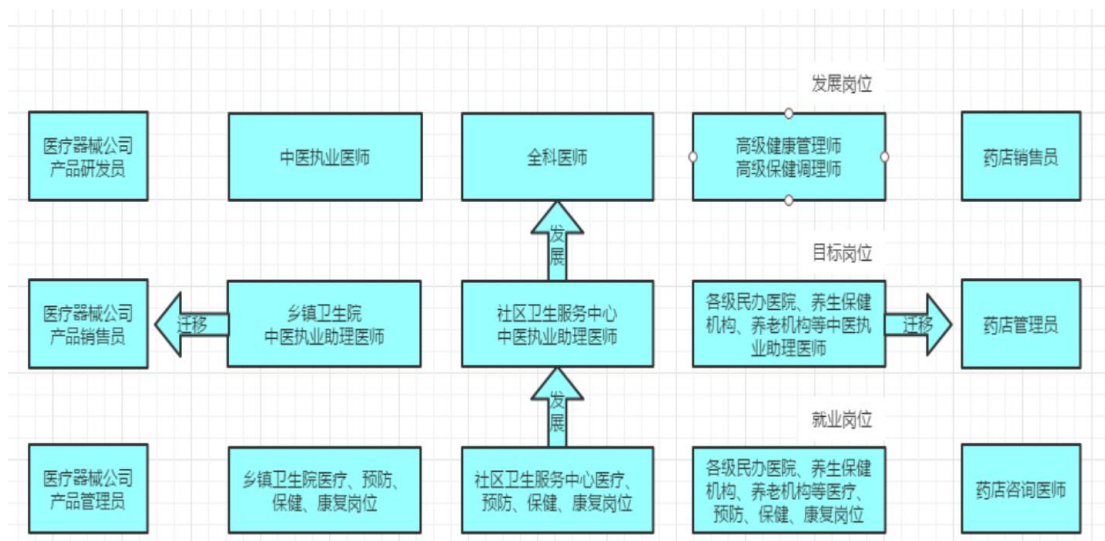 发展岗位
医疗器械公司
产品研发员
中医执业医师
全科医师
高级健康管理师
高级保健调理师
药店销售员
发
展
目标岗位
医疗器械公司
产品销售员
迁移
乡镇卫生院
中医执业助理医师
社区卫生服务中心
中医执业助理医师
各级民办医院、养生保健
机构、养老机构等中医执
业助理医师
迁移
药店管理员
发
展
就业岗位
医疗器械公司
产品管理员
乡镇卫生院医疗、预防、
保健、康复岗位
社区卫生服务中心医疗、
预防、保健、康复岗位
各级民办医院、养生保健
机构、养老机构等医疗、
预防、保健、康复岗位
药店咨询医师